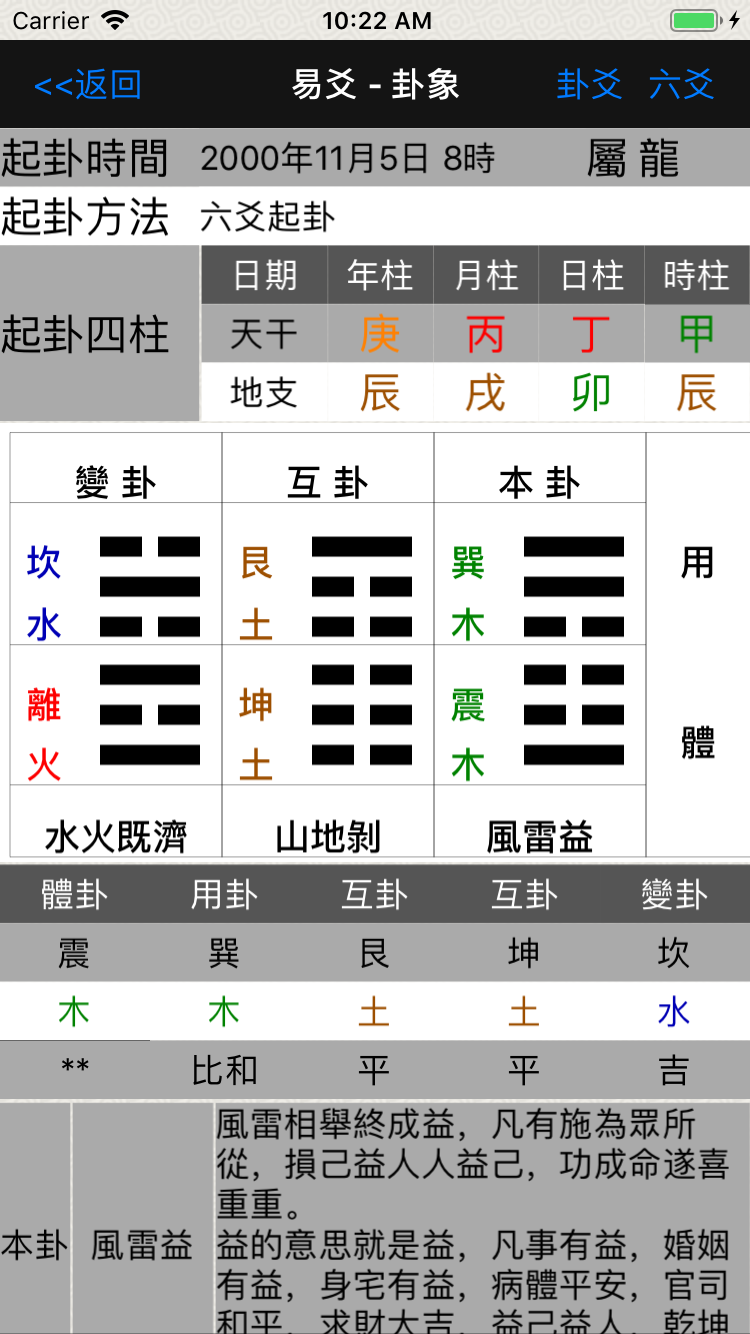 Carrier 10:22 AM
<<返回 易爻 - 卦象 卦爻 六爻
起卦時間 2000年11月5日 8時 屬 龍
起卦方法 六爻起卦
起卦四柱
日期 年柱 月柱 日柱 時柱
天干 庚 丙 丁 甲
地支 辰 戌 卯 辰
變 卦 互 卦 本 卦
坎 艮 巽 用
水 土 木
離 坤 震 體
火 土 木
水火既濟 山地剝 風雷益
體卦 用卦 互卦 互卦 變卦
震 巽 艮 坤 坎
木 木 土 土 水
** 比和 平 平 吉
本卦 風雷益
風雷相舉終成益，凡有施為眾所
從，損己益人人益己，功成命遂喜
重重。
益的意思就是益，凡事有益，婚姻
有益，身宅有益，病體平安，官司
和平，求財大吉，益己益人，乾坤